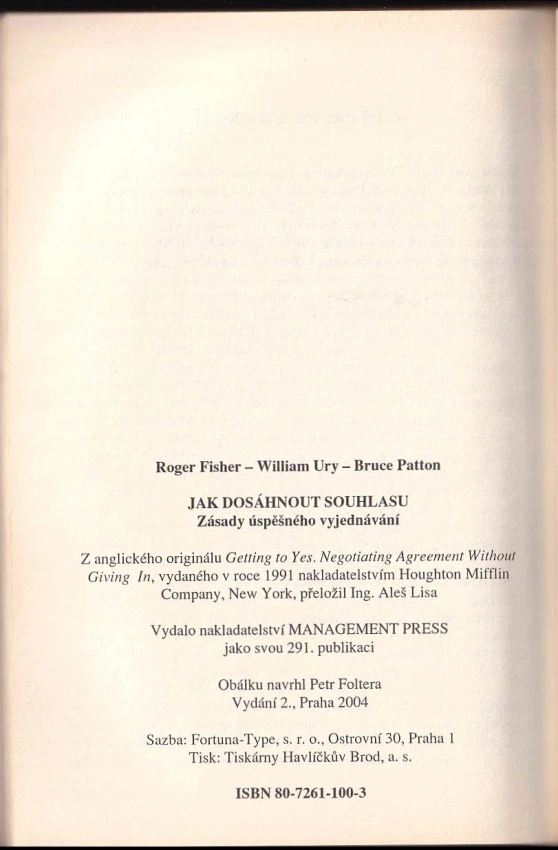 Roger Fisher – William Ury – Bruce Patton
JAK DOSÁHNOUT SOUHLASU
Zásady úspěšného vyjednávání
Z anglického originálu Getting to Yes. Negotiating Agreement Without
Giving In, vydaného v roce 1991 nakladatelstvím Houghton Mifflin
Company, New York, přeložil Ing. Aleš Lisa
Vydalo nakladatelství MANAGEMENT PRESS
jako svou 291. publikaci
Obálku navrhl Petr Foltera
Vydání 2., Praha 2004
Sazba: Fortuna-Type, s. r. o., Ostrovní 30, Praha 1
Tisk: Tiskárny Havlíčkův Brod, a. s.
ISBN 80-7261-100-3